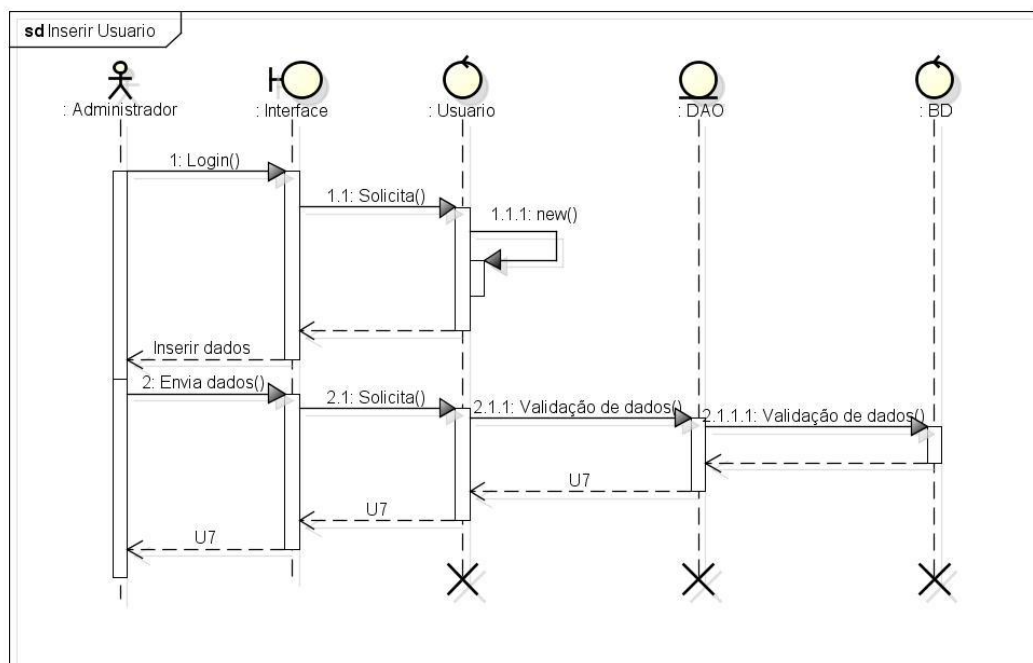 sd Inserir Usuario
: Administrador
: Interface
: Usuario
: DAO
: BD
1: Login()
1.1: Solicita()
1.1.1: new()
Inserir dados
2: Envia dados()
2.1: Solicita()
2.1.1: Validação de dados()
2.1.1.1: Validação de dados()
U7
U7
U7